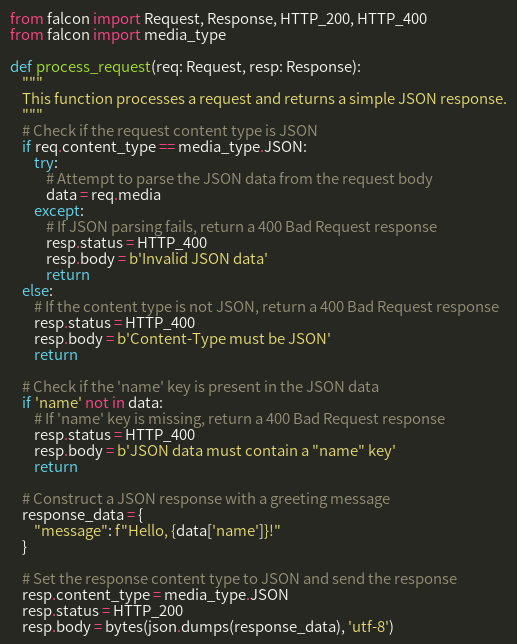 from falcon import Request, Response, HTTP_200, HTTP_400
from falcon import media_type

def process_request(req: Request, resp: Response):
    """
    This function processes a request and returns a simple JSON response.
    """
    # Check if the request content type is JSON
    if req.content_type == media_type.JSON:
        try:
            # Attempt to parse the JSON data from the request body
            data = req.media
        except:
            # If JSON parsing fails, return a 400 Bad Request response
            resp.status = HTTP_400
            resp.body = b'Invalid JSON data'
            return
    else:
        # If the content type is not JSON, return a 400 Bad Request response
        resp.status = HTTP_400
        resp.body = b'Content-Type must be JSON'
        return

    # Check if the 'name' key is present in the JSON data
    if 'name' not in data:
        # If 'name' key is missing, return a 400 Bad Request response
        resp.status = HTTP_400
        resp.body = b'JSON data must contain a "name" key'
        return

    # Construct a JSON response with a greeting message
    response_data = {
        "message": f"Hello, {data['name']}!"
    }

    # Set the response content type to JSON and send the response
    resp.content_type = media_type.JSON
    resp.status = HTTP_200
    resp.body = bytes(json.dumps(response_data), 'utf-8')